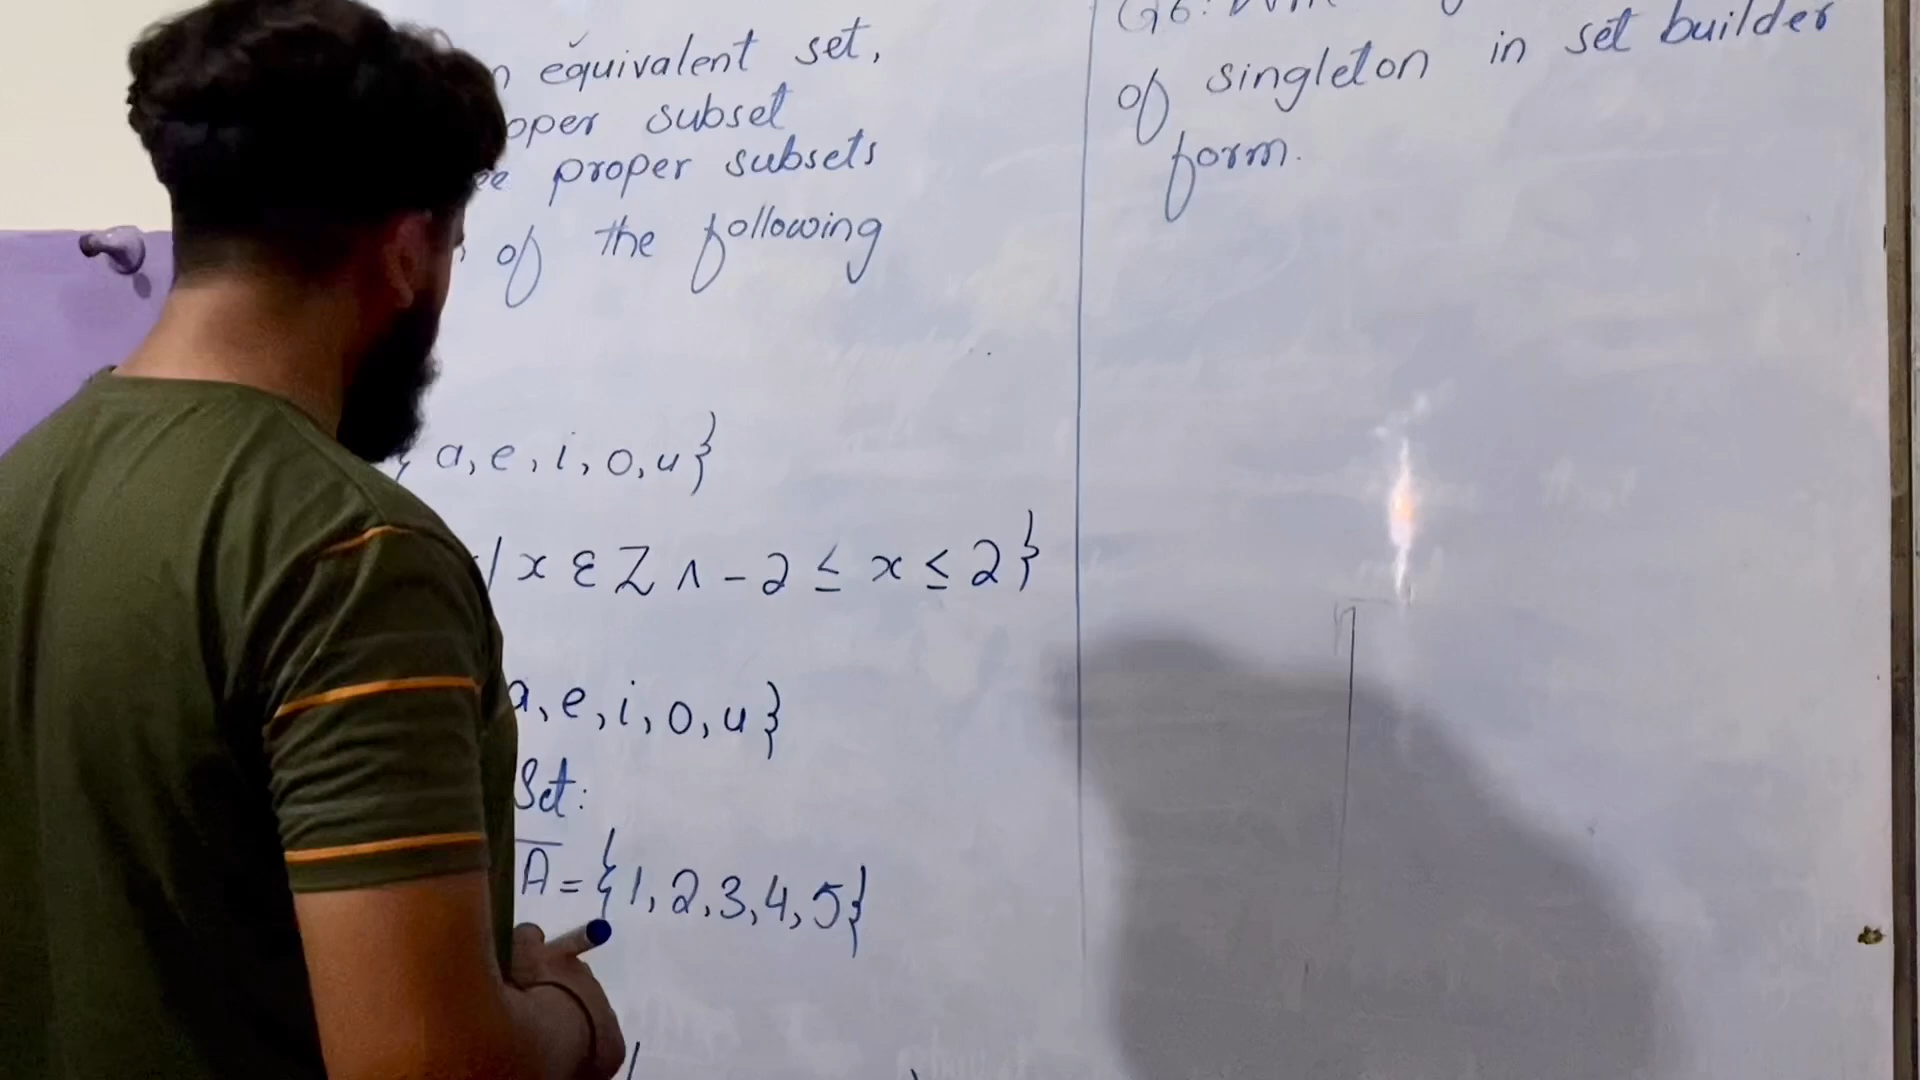 equivalent set,
oper subset
ee proper subsets
of the following
{a, e, i, o, u}
/ x ε Z ∧ -2 ≤ x ≤ 2}
a, e, i, o, u}
Set:
A = {1, 2, 3, 4, 5}
of singleton in set builder
form.